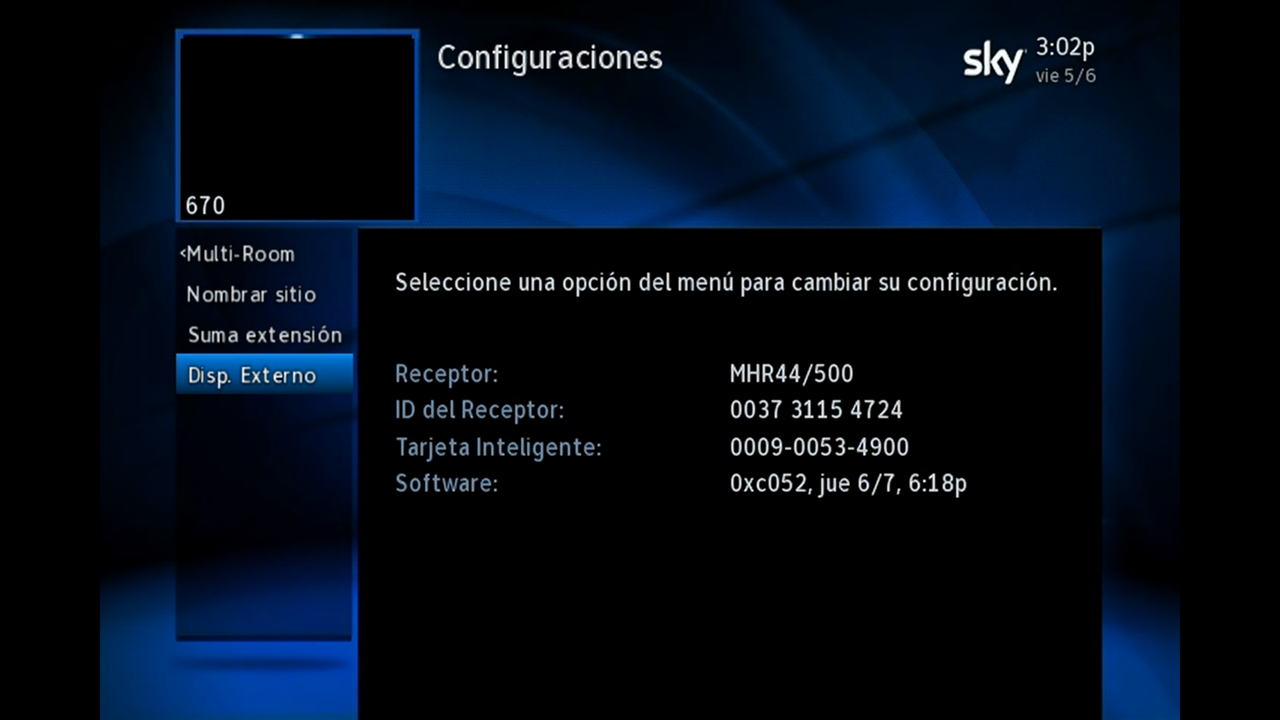 Configuraciones
sky 3:02p
vie 5/6
670
<Multi-Room
Nombrar sitio
Suma extensión
Disp. Externo
Seleccione una opción del menú para cambiar su configuración.
Receptor: MHR44/500
ID del Receptor: 0037 3115 4724
Tarjeta Inteligente: 0009-0053-4900
Software: 0xc052, jue 6/7, 6:18p